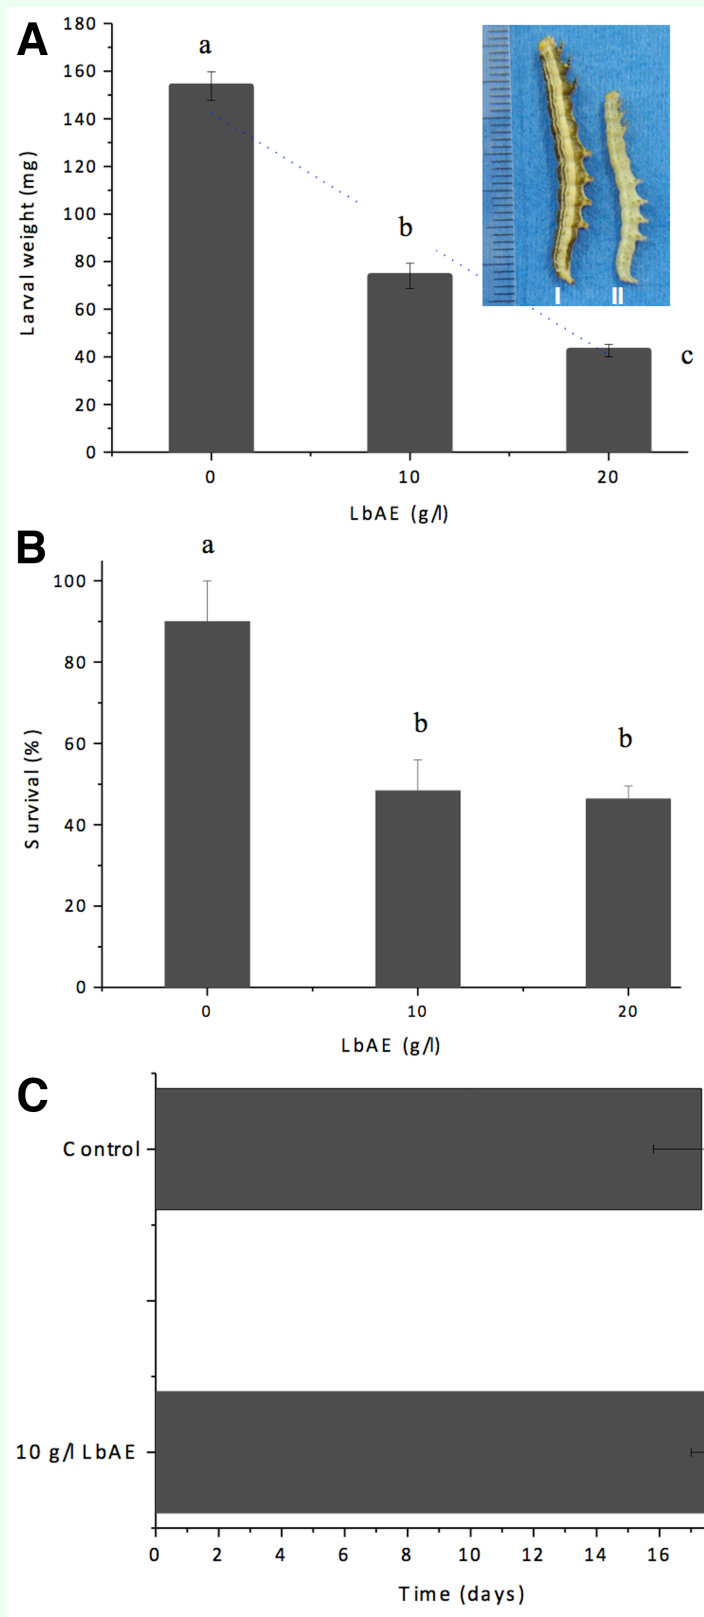 A
180
160
140
120
100
80
60
40
20
0
Larval weight (mg)
a
b
c
I II
0 10 20
LbAE (g/l)
B
100
80
60
40
20
0
Survival (%)
a
b
b
0 10 20
LbAE (g/l)
C
Control
10 g/l LbAE
0 2 4 6 8 10 12 14 16
Time (days)